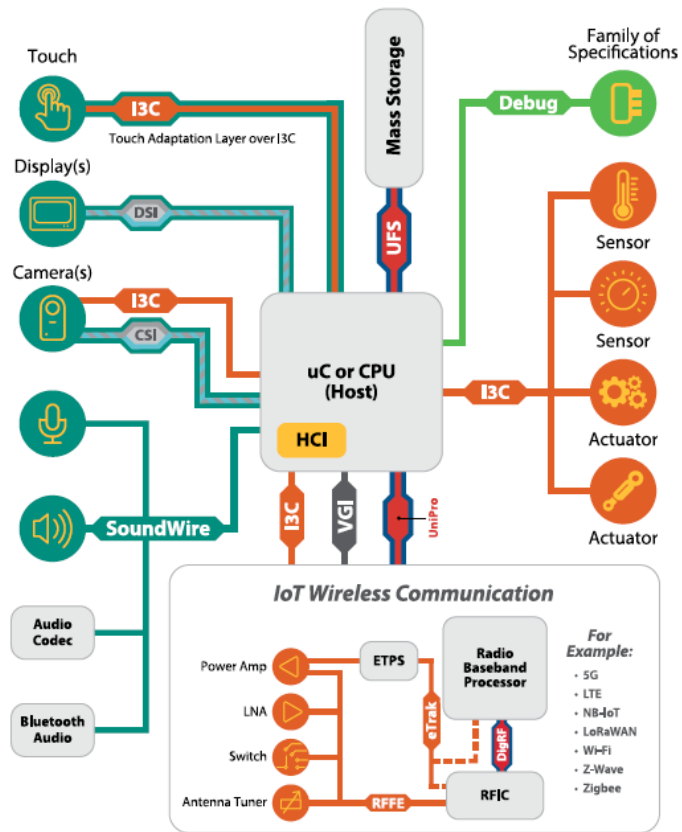 Touch
I3C
Touch Adaptation Layer over I3C
Mass Storage
Family of
Specifications
Debug
Display(s)
DSI
UFS
Sensor
Camera(s)
I3C
CSI
Sensor
uC or CPU
(Host)
HCI
I3C
Actuator
SoundWire
I3C
VGI
UniPro
Actuator
Audio
Codec
Bluetooth
Audio
IoT Wireless Communication
Power Amp
ETPS
Radio
Baseband
Processor
LNA
eTrak
Switch
DigRF
Antenna Tuner
RFFE
RFIC
For
Example:
• 5G
• LTE
• NB-IoT
• LoRaWAN
• Wi-Fi
• Z-Wave
• Zigbee